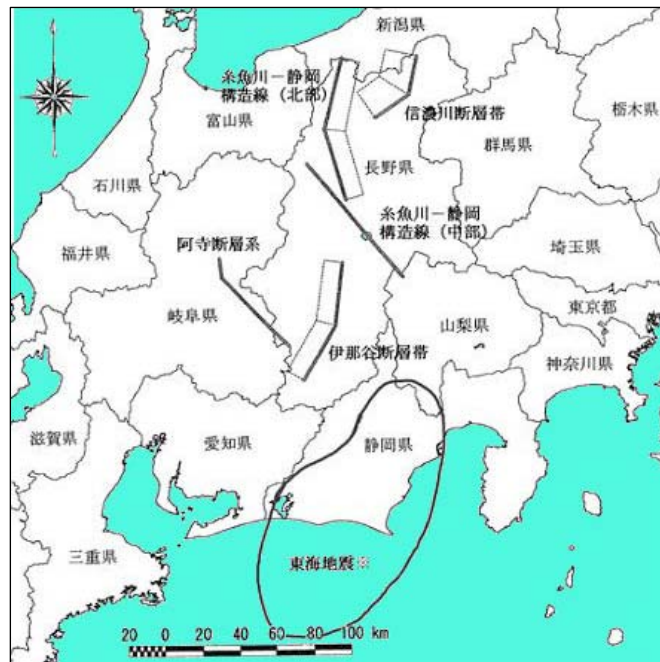 新潟県
糸魚川－静岡
構造線（北部）
富山県
信濃川断層帯
栃木県
群馬県
長野県
石川県
糸魚川－静岡
構造線（中部）
福井県
阿寺断層系
埼玉県
岐阜県
山梨県
東京都
伊那谷断層帯
神奈川県
滋賀県
愛知県
静岡県
三重県
東海地震※
20 0 20 40 60 80 100 km